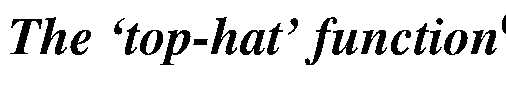 The ‘top-hat’ function